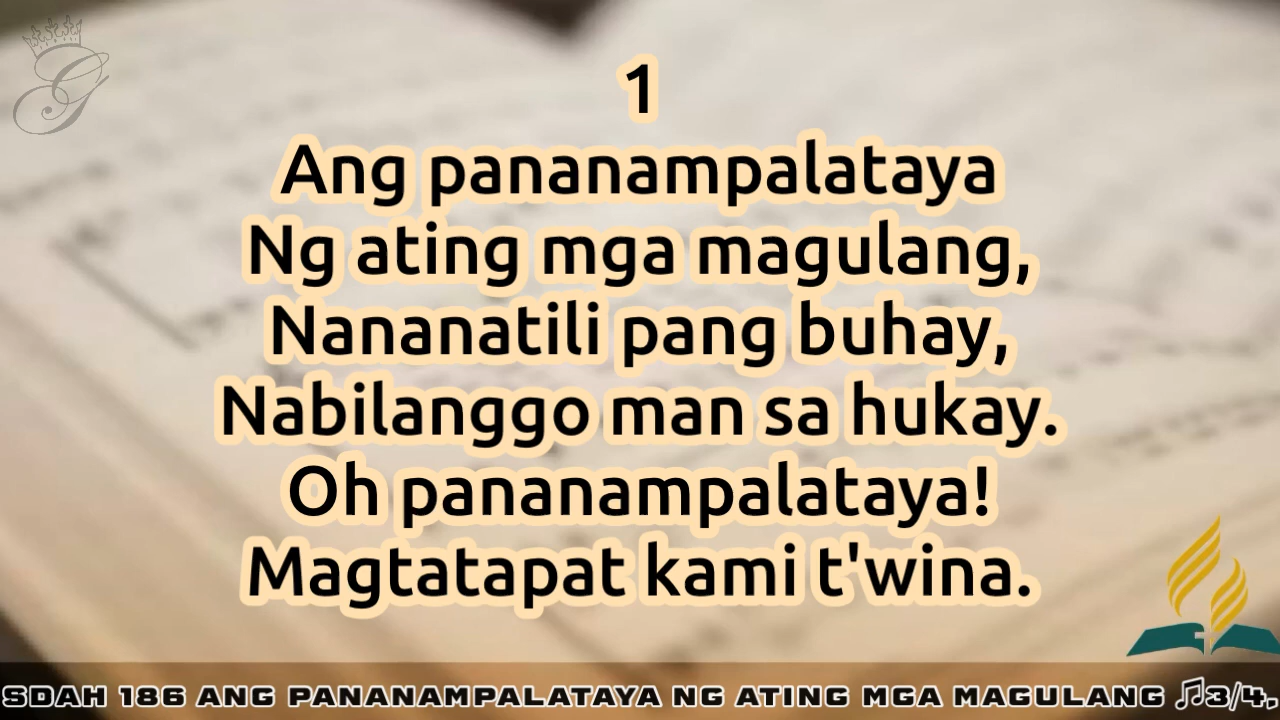 1
Ang pananampalataya
Ng ating mga magulang,
Nananatili pang buhay,
Nabilanggo man sa hukay.
Oh pananampalataya!
Magtatapat kami t'wina.
SDAH 186 ANG PANANAMPALATAYA NG ATING MGA MAGULANG ♫3/4,